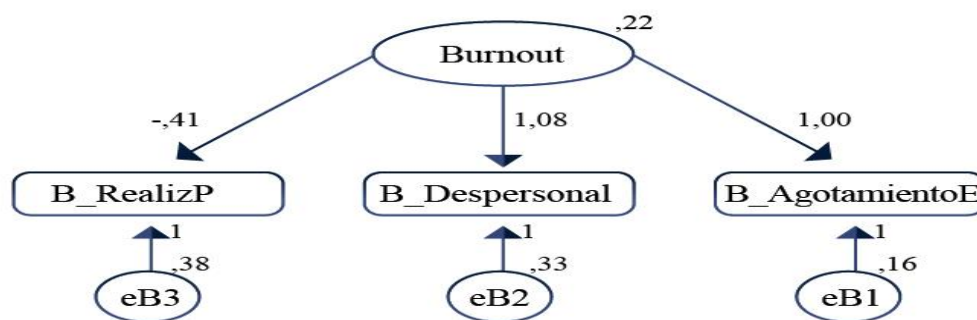 ,22
Burnout
-,41
1,08
1,00
B_RealizP
B_Despersonal
B_AgotamientoE
1
1
1
,38
,33
,16
eB3
eB2
eB1